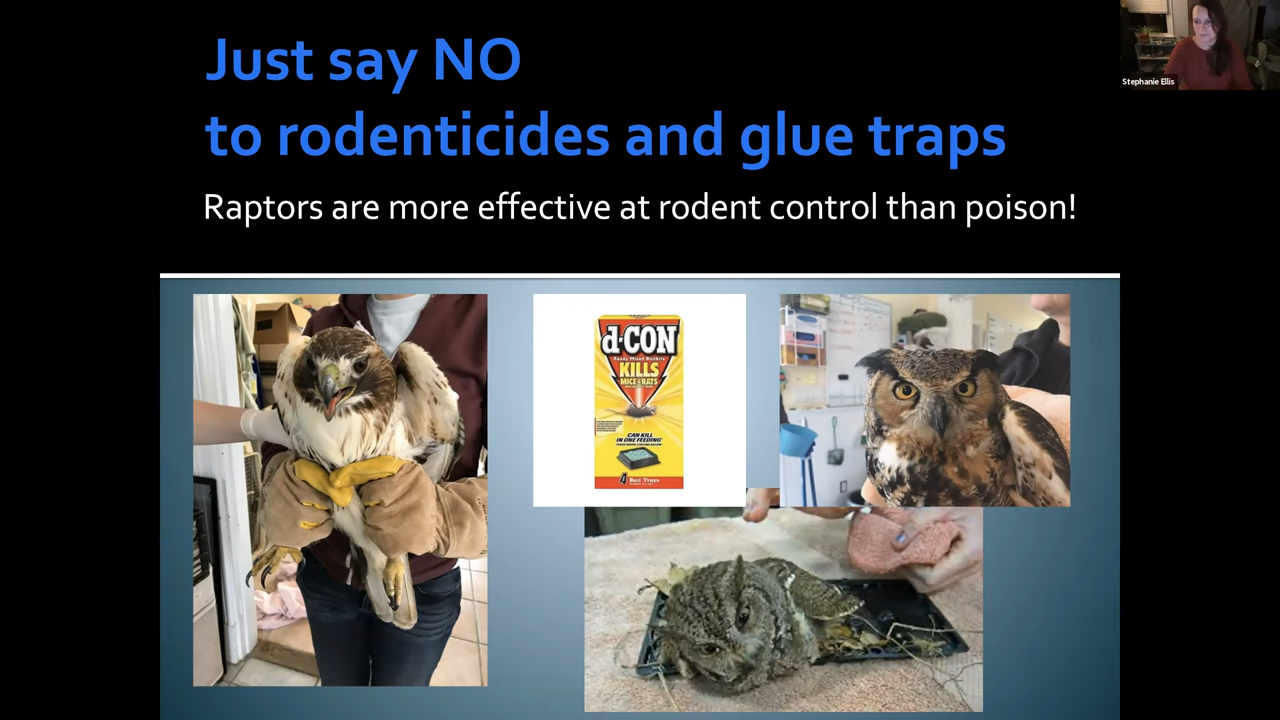 Just say NO
to rodenticides and glue traps
Raptors are more effective at rodent control than poison!
Stephanie Ellis
d-CON
KILLS
MICE & RATS
CAN KILL
IN ONE FEEDING
4 Bait Trays